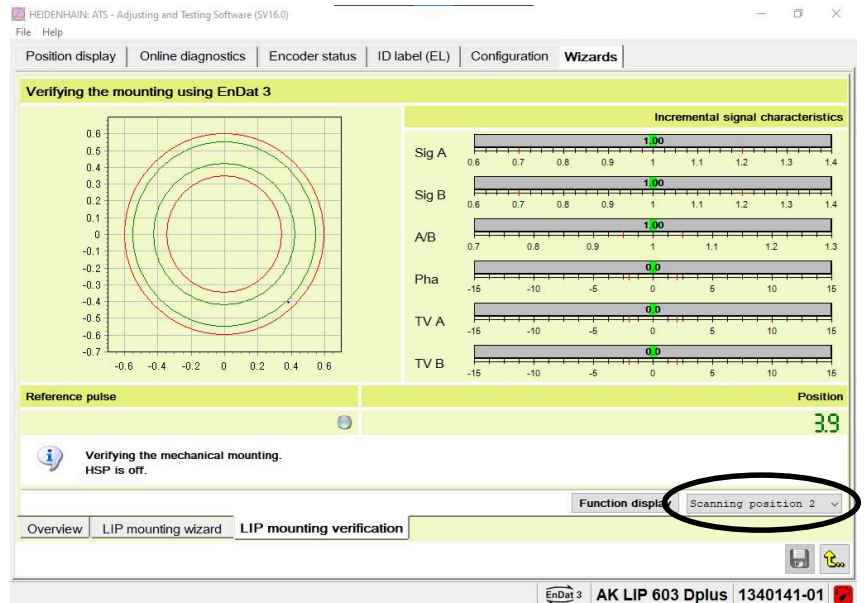 HEIDENHAIN: ATS - Adjusting and Testing Software (SV16.0)
File Help
Position display Online diagnostics Encoder status ID label (EL) Configuration Wizards
Verifying the mounting using EnDat 3
0.6
0.5
0.4
0.3
0.2
0.1
0
-0.1
-0.2
-0.3
-0.4
-0.5
-0.6
-0.7
-0.6 -0.4 -0.2 0 0.2 0.4 0.6
Incremental signal characteristics
Sig A
1.00
0.6 0.7 0.8 0.9 1 1.1 1.2 1.3 1.4
Sig B
1.00
0.6 0.7 0.8 0.9 1 1.1 1.2 1.3 1.4
A/B
1.00
0.7 0.8 0.9 1 1.1 1.2 1.3
Pha
0.0
-15 -10 -5 0 5 10 15
TV A
0.0
-15 -10 -5 0 5 10 15
TV B
0.0
-15 -10 -5 0 5 10 15
Reference pulse
Position
3.9
Verifying the mechanical mounting.
HSP is off.
Function display Scanning position 2
Overview LIP mounting wizard LIP mounting verification
EnDat 3 AK LIP 603 Dplus 1340141-01